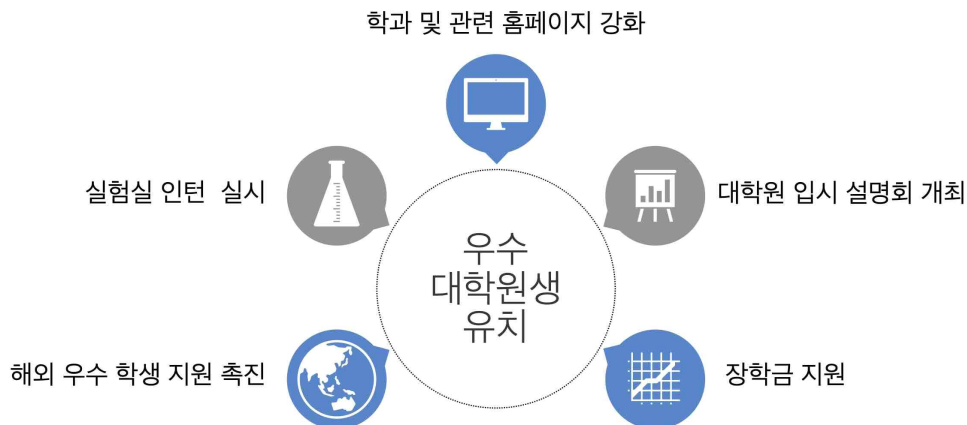 학과 및 관련 홈페이지 강화
실험실 인턴 실시
대학원 입시 설명회 개최
우수
대학원생
유치
해외 우수 학생 지원 촉진
장학금 지원